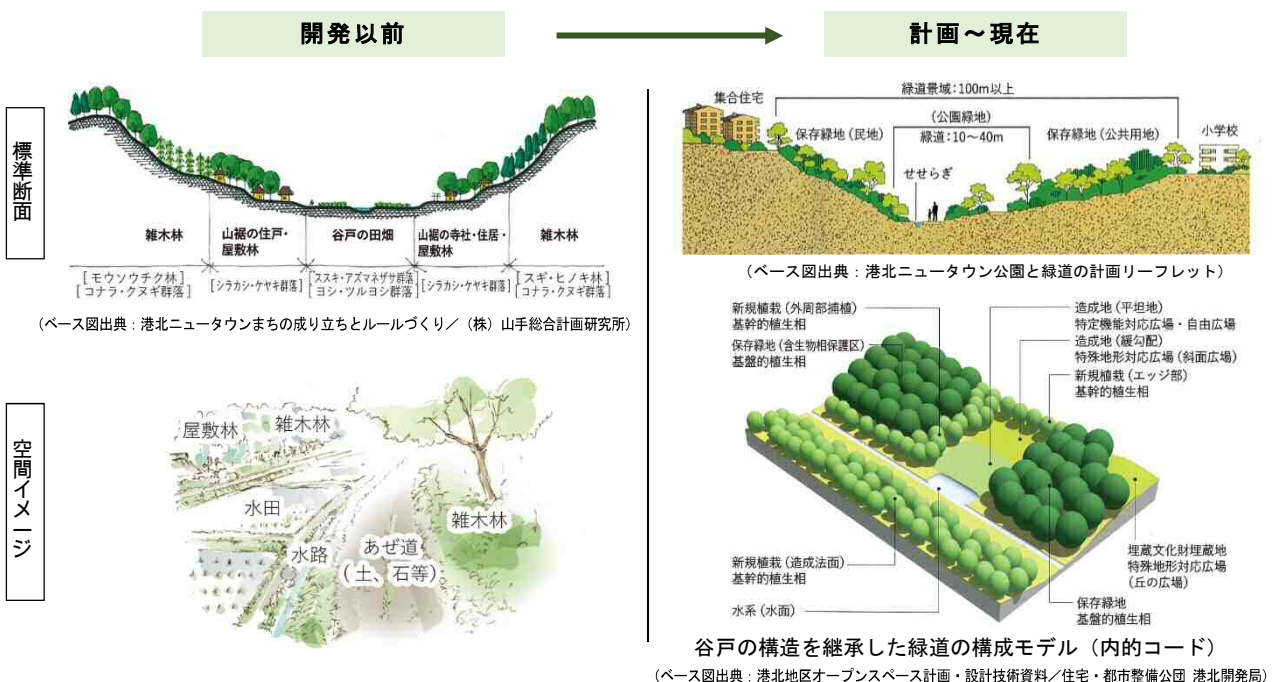 開発以前
計画～現在
標準断面
雑木林
山裾の住戸・
屋敷林
谷戸の田畑
山裾の寺社・住居・
屋敷林
雑木林
[モウソウチク林]
[コナラ・クヌギ群落]
[シラカシ・ケヤキ群落]
[ススキ・アズマネザサ群落]
[ヨシ・ツルヨシ群落]
[シラカシ・ケヤキ群落]
[スギ・ヒノキ林]
[コナラ・クヌギ群落]
（ベース図出典：港北ニュータウンまちの成り立ちとルールづくり／（株）山手総合計画研究所）
緑道景域：100m以上
集合住宅
（公園緑地）
保存緑地（民地）
緑道：10～40m
保存緑地（公共用地）
小学校
せせらぎ
（ベース図出典：港北ニュータウン公園と緑道の計画リーフレット）
空間イメージ
屋敷林
雑木林
水田
水路
あぜ道
（土、石等）
雑木林
新規植栽（外周部捕植）
基幹的植生相
保存緑地（含生物相保護区）
基盤的植生相
造成地（平坦地）
特定機能対応広場・自由広場
造成地（緩勾配）
特殊地形対応広場（斜面広場）
新規植栽（エッジ部）
基幹的植生相
新規植栽（造成法面）
基幹的植生相
水系（水面）
埋蔵文化財埋蔵地
特殊地形対応広場
（丘の広場）
保存緑地
基盤的植生相
谷戸の構造を継承した緑道の構成モデル（内的コード）
（ベース図出典：港北地区オープンスペース計画・設計技術資料／住宅・都市整備公団 港北開発局）